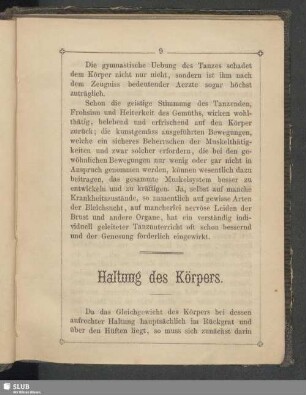 9
Die gymnastische Uebung des Tanzes schadet
dem Körper nicht nur nicht, sondern ist ihm nach
dem Zeugniss bedeutender Aerzte sogar höchst
zuträglich.
Schon die geistige Stimmung des Tanzenden,
Frohsinn und Heiterkeit des Gemüths, wirken wohl-
thätig, belebend und erfrischend auf den Körper
zurück; die kunstgemäss ausgeführten Bewegungen,
welche ein sicheres Beherrschen der Muskelthätig-
keiten und zwar solcher erfordern, die bei den ge-
wöhnlichen Bewegungen nur wenig oder gar nicht in
Anspruch genommen werden, können wesentlich dazu
beitragen, das gesammte Muskelsystem besser zu
entwickeln und zu kräftigen. Ja, selbst auf manche
Krankheitszustände, so namentlich auf gewisse Arten
der Bleichsucht, auf mancherlei nervöse Leiden der
Brust und andere Organe, hat ein verständig indi-
viduell geleiteter Tanzunterricht oft schon bessernd
und der Genesung förderlich eingewirkt.
Haltung des Körpers.
Da das Gleichgewicht des Körpers bei dessen
aufrechter Haltung hauptsächlich im Rückgrat und
über den Hüften liegt, so muss sich zunächst darin
SLUB